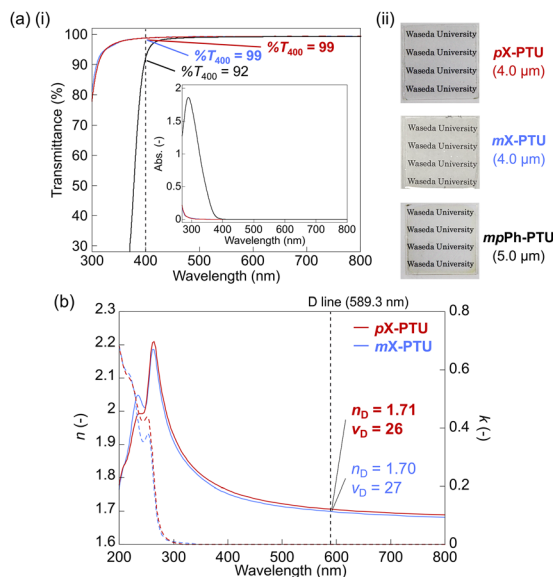 (a) (i)
(ii)
Transmittance (%)
100
90
80
70
60
50
40
30
300 400 500 600 700 800
Wavelength (nm)
%T400 = 99
%T400 = 99
%T400 = 92
Abs. (-)
2
1.5
1
0.5
0
300 400 500 600 700 800
Wavelength (nm)
Waseda University
Waseda University
Waseda University
Waseda University
pX-PTU
(4.0 μm)
Waseda University
Waseda University
Waseda University
Waseda University
mX-PTU
(4.0 μm)
Waseda University
Waseda University
Waseda University
Waseda University
mpPh-PTU
(5.0 μm)
(b)
D line (589.3 nm)
n (-)
2.3
2.2
2.1
2.0
1.9
1.8
1.7
1.6
200 300 400 500 600 700 800
Wavelength (nm)
pX-PTU
mX-PTU
nD = 1.71
νD = 26
nD = 1.70
νD = 27
0.8
0.6
0.4
0.2
0
k (-)